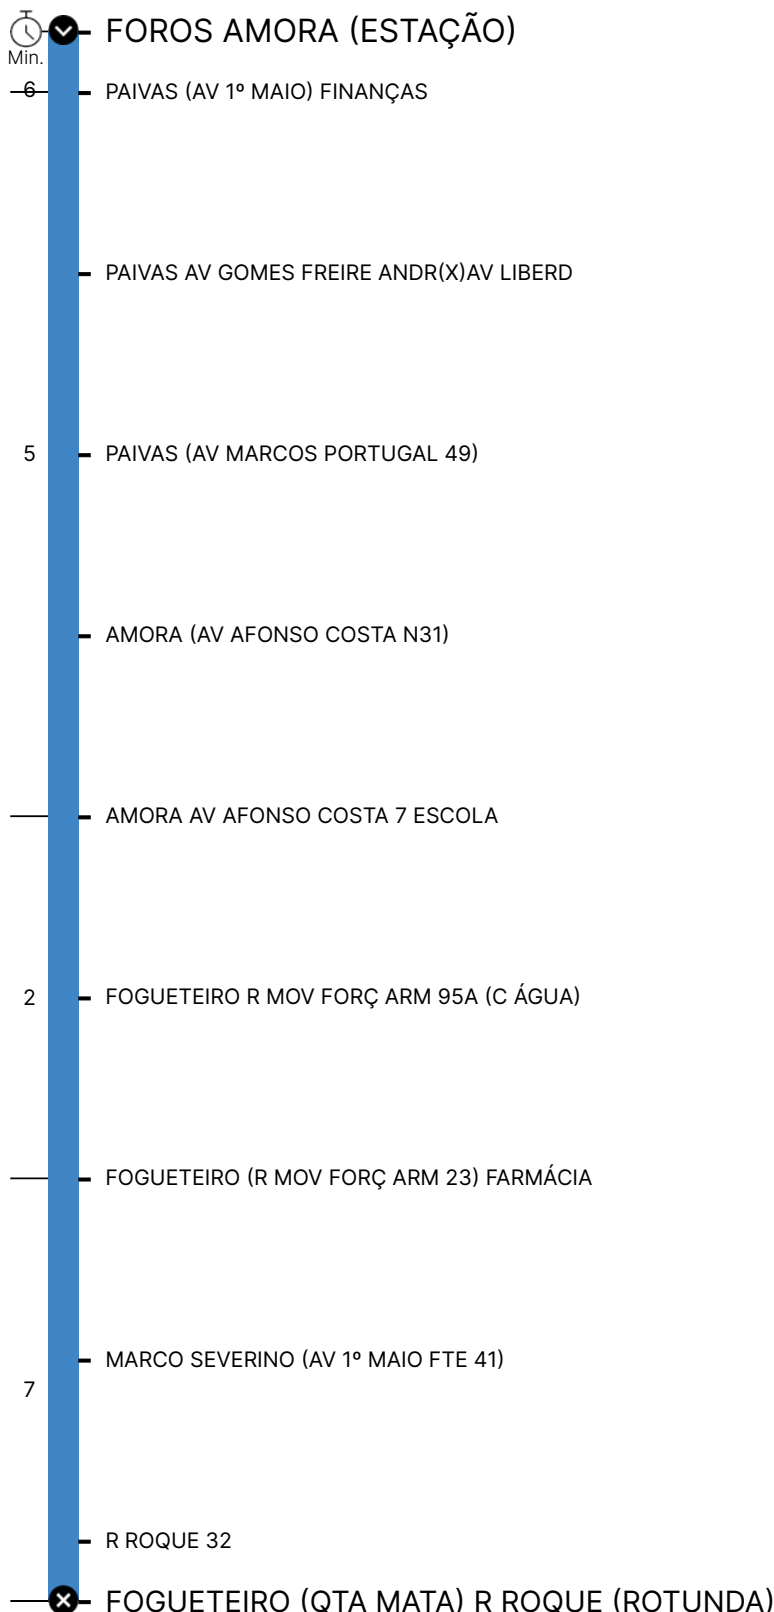 FOROS AMORA (ESTAÇÃO)
Min.
6 PAIVAS (AV 1º MAIO) FINANÇAS
PAIVAS AV GOMES FREIRE ANDR(X)AV LIBERD
5 PAIVAS (AV MARCOS PORTUGAL 49)
AMORA (AV AFONSO COSTA N31)
AMORA AV AFONSO COSTA 7 ESCOLA
2 FOGUETEIRO R MOV FORÇ ARM 95A (C ÁGUA)
FOGUETEIRO (R MOV FORÇ ARM 23) FARMÁCIA
MARCO SEVERINO (AV 1º MAIO FTE 41)
7
R ROQUE 32
FOGUETEIRO (QTA MATA) R ROQUE (ROTUNDA)